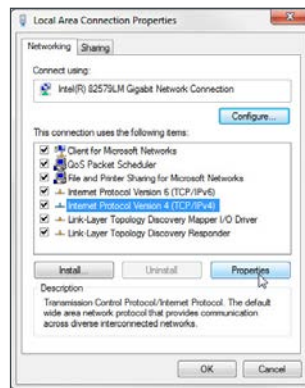 Local Area Connection Properties
Networking
Sharing
Connect using:
Intel(R) 82579LM Gigabit Network Connection
Configure...
This connection uses the following items:
Client for Microsoft Networks
QoS Packet Scheduler
File and Printer Sharing for Microsoft Networks
Internet Protocol Version 6 (TCP/IPv6)
Internet Protocol Version 4 (TCP/IPv4)
Link-Layer Topology Discovery Mapper I/O Driver
Link-Layer Topology Discovery Responder
Install...
Uninstall
Properties
Description
Transmission Control Protocol/Internet Protocol. The default
wide area network protocol that provides communication
across diverse interconnected networks.
OK
Cancel